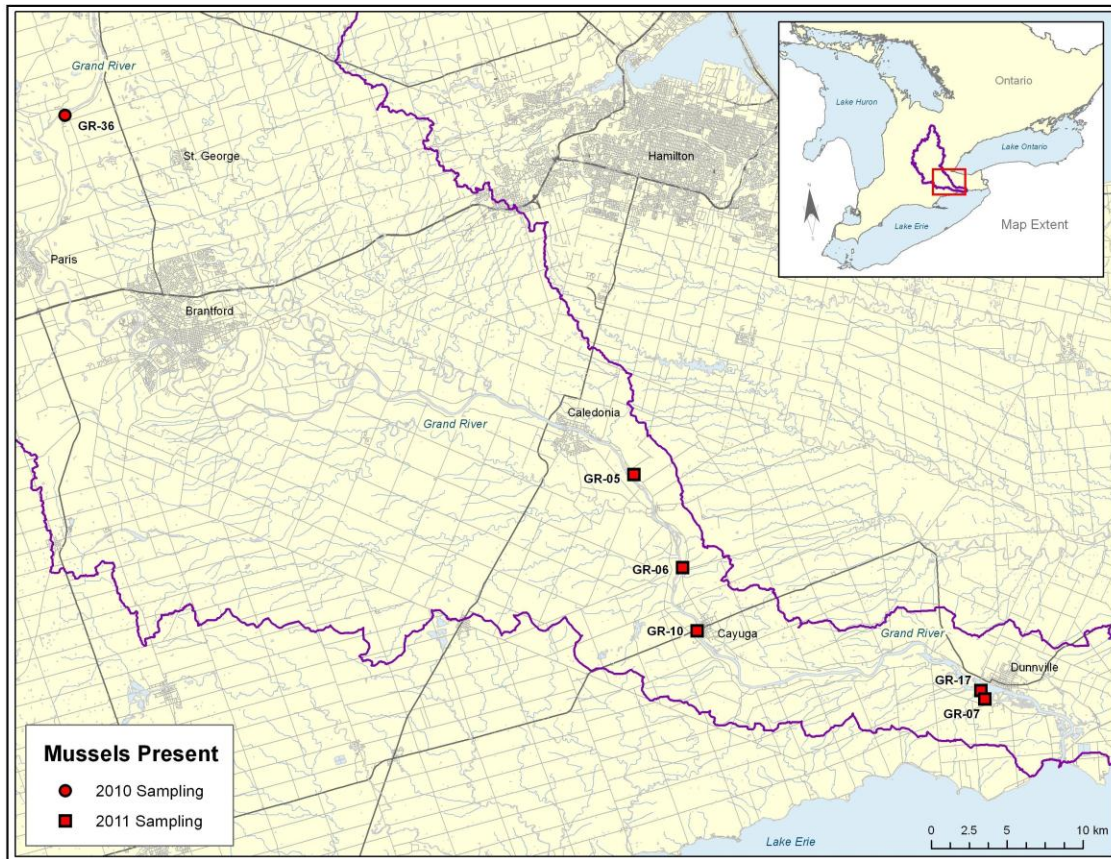 Grand River
GR-36
St. George
Hamilton
Paris
Brantford
Grand River
Caledonia
GR-05
GR-06
GR-10
Cayuga
Grand River
Dunnville
GR-17
GR-07
Lake Erie
Ontario
Lake Huron
Lake Ontario
Lake Erie
Map Extent
Mussels Present
2010 Sampling
2011 Sampling
0 2.5 5 10 km